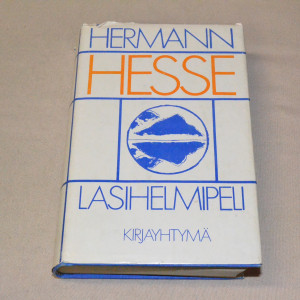 HERMANN
HESSE
LASIHELMIPELI
KIRJAYHTYMÄ